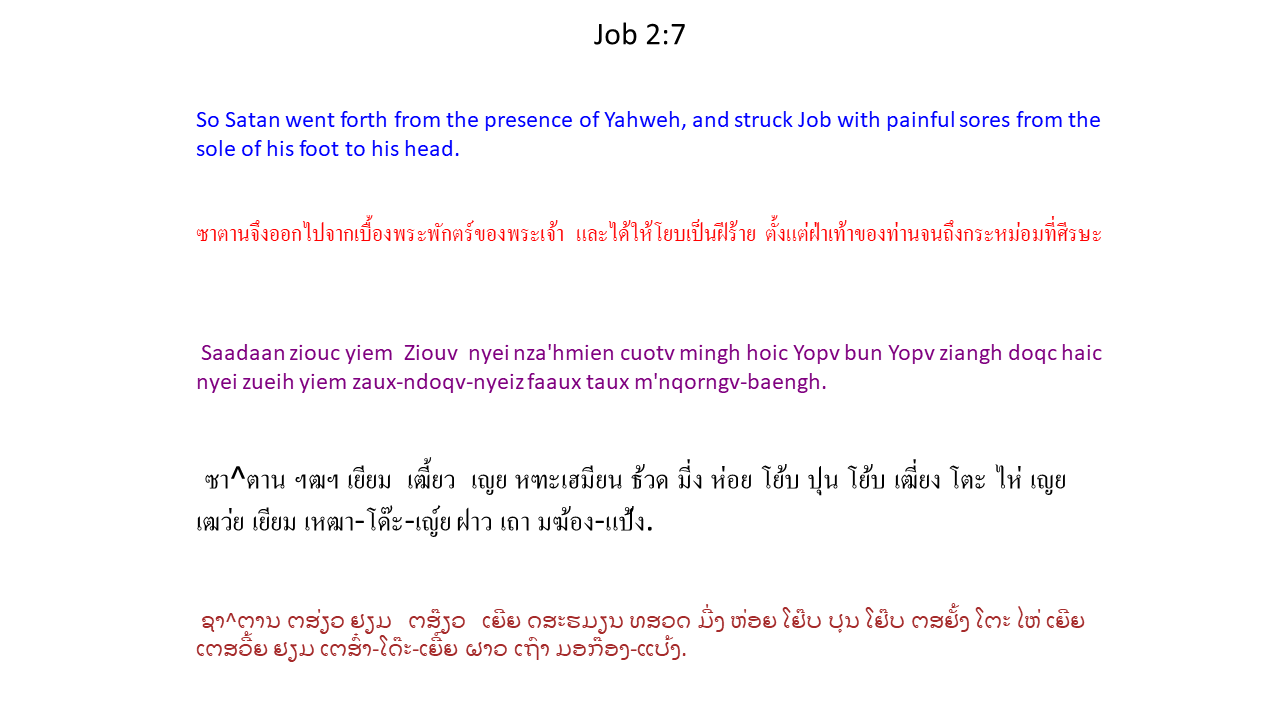 Job 2:7
So Satan went forth from the presence of Yahweh, and struck Job with painful sores from the
sole of his foot to his head.
ซาตานจึงออกไปจากเบื้องพระพักตร์ของพระเจ้า และได้ให้โยบเป็นฝีร้าย ตั้งแต่ฝ่าเท้าของท่านจนถึงกระหม่อมที่ศีรษะ
Saadaan ziouc yiem Ziouv nyei nza'hmien cuotv mingh hoic Yopv bun Yopv ziangh doqc haic
nyei zueih yiem zaux-ndoqv-nyeiz faaux taux m'nqorngv-baengh.
ซา^ตาน ฯฒฯ เยียม เฒี้ยว เญย หฑะเฮมียน ธ้วด มี่ง ห่อย โย้บ ปุน โย้บ เฒี่ยง โตะ ไห่ เญย
เฒว่ย เยียม เหฒา-โด๊ะ-เญ์ย ฝาว เถา มฆ้อง-แป้ง.
ຊາ^ຕານ ຕສ່ຽວ ຢຽມ ຕສ໊ຽວ ເຍີຍ ດສະຮມຽນ ທສວດ ມີ່ງ ຫ່ອຍ ໂຢ໊ບ ປຸນ ໂຢ໊ບ ຕສຢັ້ງ ໂຕະ ໄຫ່ ເຍີຍ
ເຕສວີ້ຍ ຢຽມ ເຕສົ໋າ-ໂດ໊ະ-ເຍີ໋ຍ ຝາວ ເຖົາ ມອກ໊ອງ-ແປ້ງ.